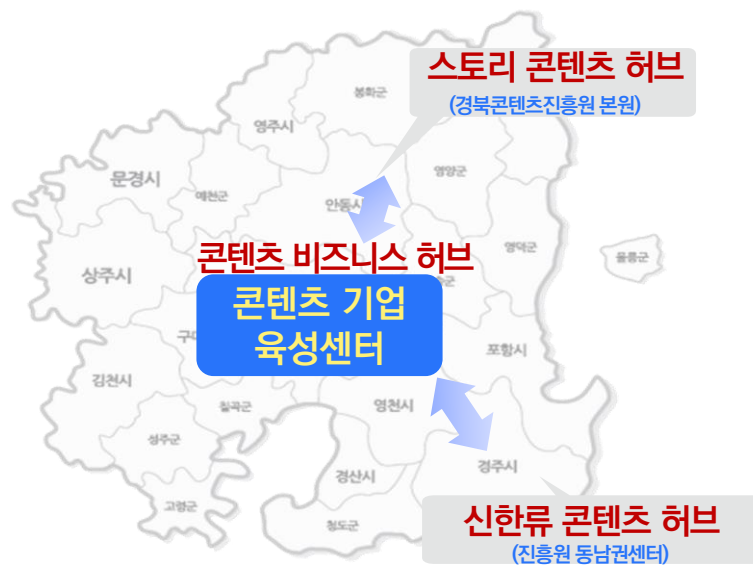 스토리 콘텐츠 허브
(경북콘텐츠진흥원 본원)
봉화군
영주시
문경시
예천군
영양군
안동시
영덕군
울릉군
콘텐츠 비즈니스 허브
상주시
콘텐츠 기업
육성센터
포항시
김천시
칠곡군
영천시
성주군
경산시
경주시
고령군
청도군
신한류 콘텐츠 허브
(진흥원 동남권센터)